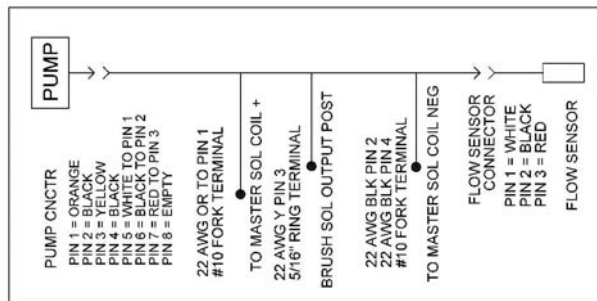 PUMP
PUMP CNCTR
PIN 1 = ORANGE
PIN 2 = BLACK
PIN 3 = YELLOW
PIN 4 = BLACK
PIN 5 = WHITE TO PIN 1
PIN 6 = BLACK TO PIN 2
PIN 7 = RED TO PIN 3
PIN 8 = EMPTY
22 AWG OR TO PIN 1
#10 FORK TERMINAL
TO MASTER SOL COIL +
22 AWG Y PIN 3
5/16" RING TERMINAL
BRUSH SOL OUTPUT POST
22 AWG BLK PIN 2
22 AWG BLK PIN 4
#10 FORK TERMINAL
TO MASTER SOL COIL NEG
FLOW SENSOR
CONNECTOR
PIN 1 = WHITE
PIN 2 = BLACK
PIN 3 = RED
FLOW SENSOR